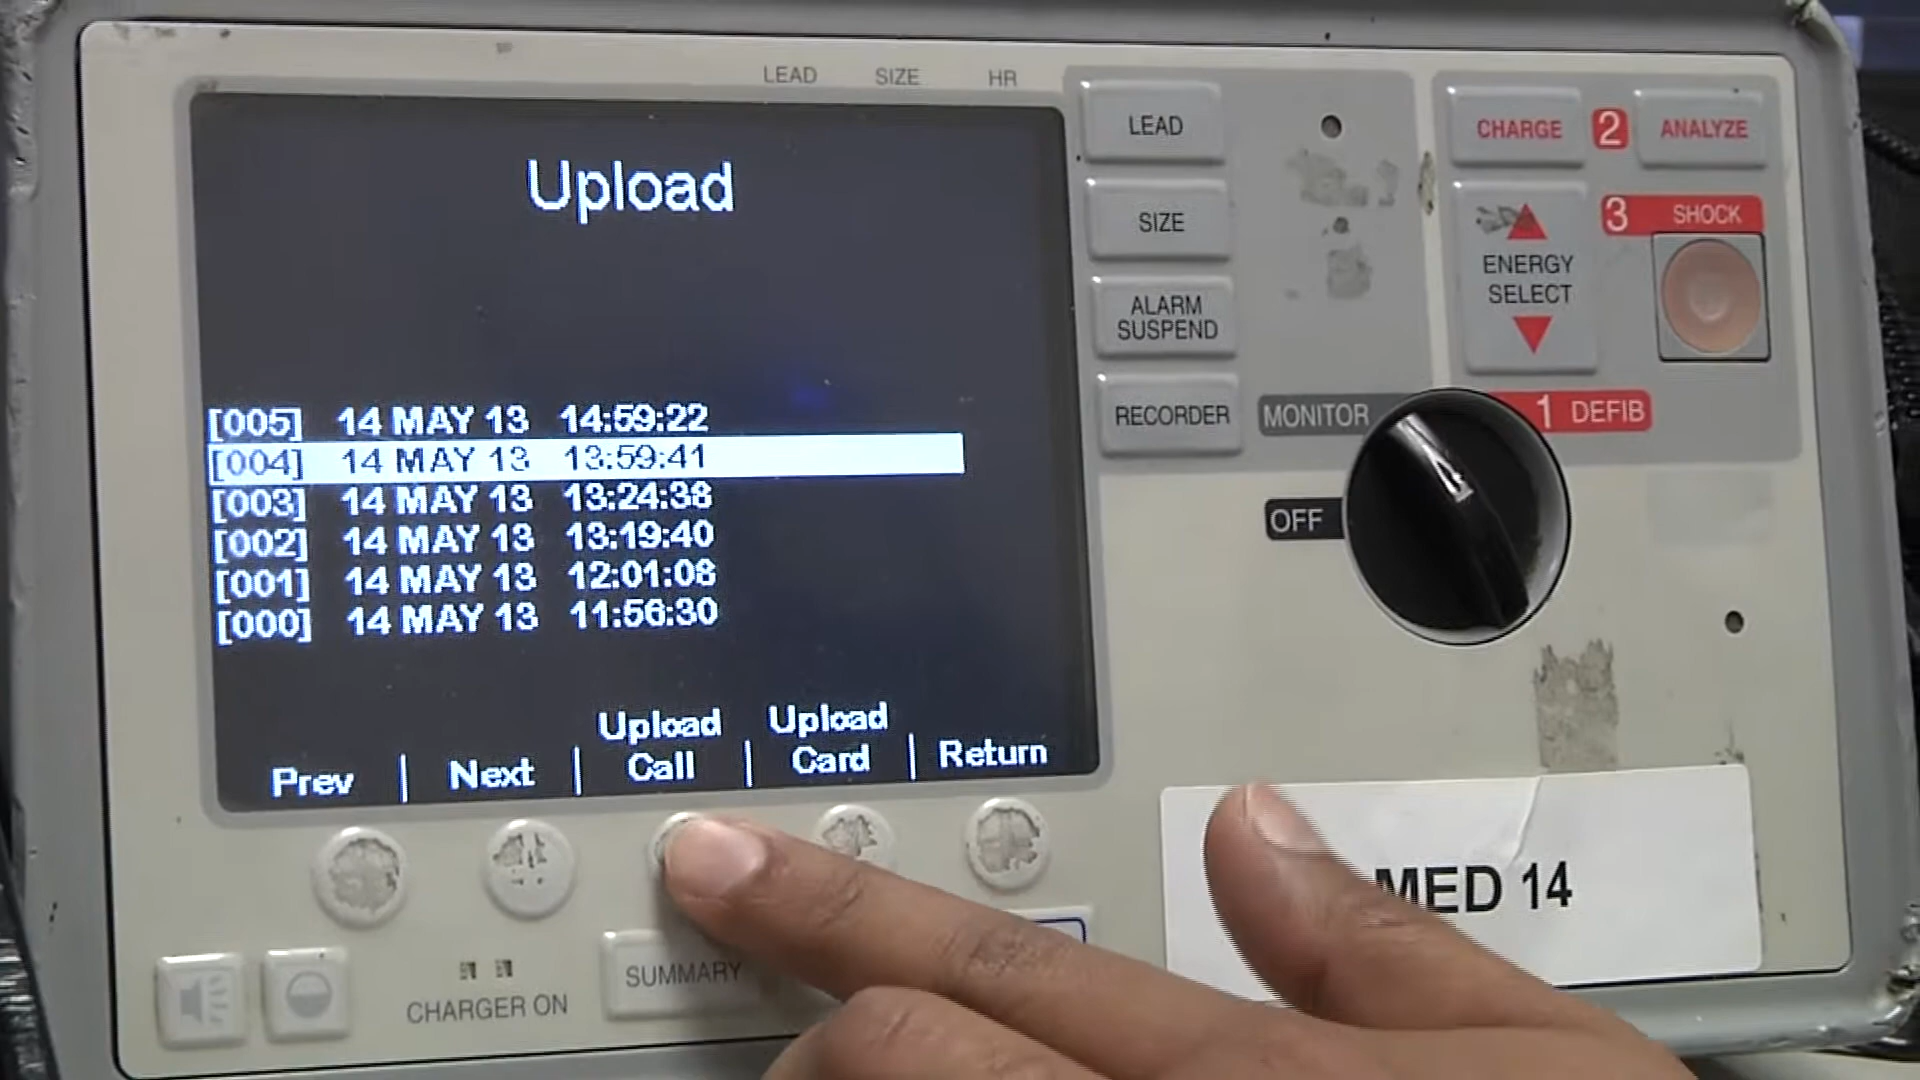 LEAD SIZE HR
Upload
[005] 14 MAY 13 14:59:22
[004] 14 MAY 13 13:59:41
[003] 14 MAY 13 13:24:38
[002] 14 MAY 13 13:19:40
[001] 14 MAY 13 12:01:08
[000] 14 MAY 13 11:56:30
Prev
Next
Upload
Call
Upload
Card
Return
LEAD
SIZE
ALARM
SUSPEND
RECORDER
CHARGE
2
ANALYZE
ENERGY
SELECT
3 SHOCK
MONITOR
1 DEFIB
OFF
MED 14
CHARGER ON
SUMMARY